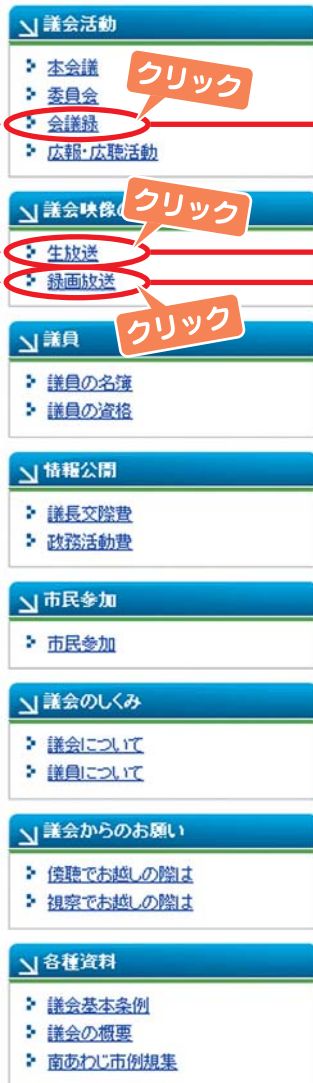 議会活動
本会議
クリック
委員会
会議録
広報・広聴活動
議会映像の
クリック
生放送
録画放送
クリック
議員
議員の名簿
議員の資格
情報公開
議長交際費
政務活動費
市民参加
市民参加
議会のしくみ
議会について
議員について
議会からのお願い
傍聴でお越しの際は
視察でお越しの際は
各種資料
議会基本条例
議会の概要
南あわじ市例規集